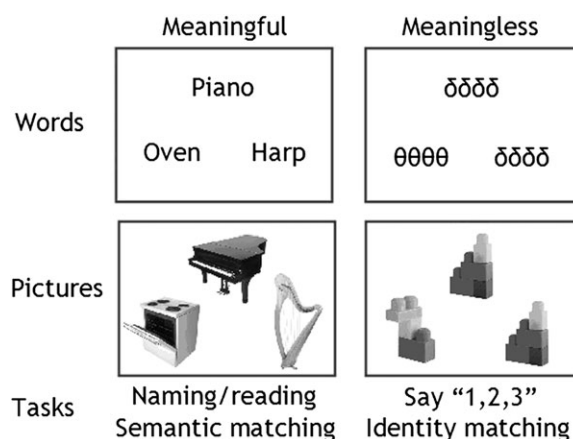 Meaningful Meaningless
Words
Piano
Oven Harp
δδδδ
θθθθ δδδδ
Pictures
Tasks
Naming/reading
Semantic matching
Say “1,2,3”
Identity matching